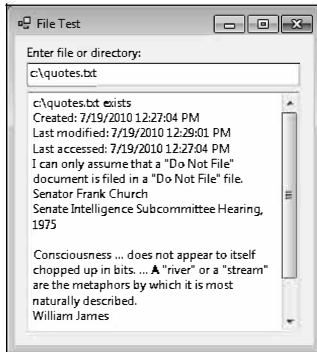 File Test
Enter file or directory:
c:\quotes.txt
c:\quotes.txt exists
Created: 7/19/2010 12:27:04 PM
Last modified: 7/19/2010 12:29:01 PM
Last accessed: 7/19/2010 12:27:04 PM
I can only assume that a "Do Not File"
document is filed in a "Do Not File" file.
Senator Frank Church
Senate Intelligence Subcommittee Hearing,
1975
Consciousness ... does not appear to itself
chopped up in bits. ... A "river" or a "stream"
are the metaphors by which it is most
naturally described.
William James